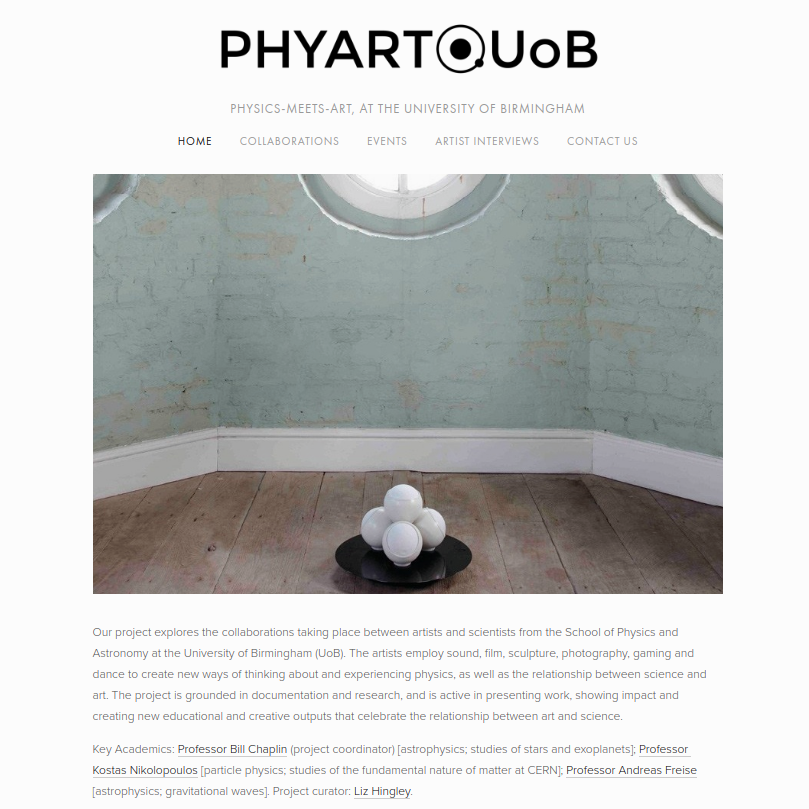 PHYART UoB
PHYSICS-MEETS-ART, AT THE UNIVERSITY OF BIRMINGHAM
HOME COLLABORATIONS EVENTS ARTIST INTERVIEWS CONTACT US
Our project explores the collaborations taking place between artists and scientists from the School of Physics and
Astronomy at the University of Birmingham (UoB). The artists employ sound, film, sculpture, photography, gaming and
dance to create new ways of thinking about and experiencing physics, as well as the relationship between science and
art. The project is grounded in documentation and research, and is active in presenting work, showing impact and
creating new educational and creative outputs that celebrate the relationship between art and science.
Key Academics: Professor Bill Chaplin (project coordinator) [astrophysics; studies of stars and exoplanets]; Professor
Kostas Nikolopoulos [particle physics; studies of the fundamental nature of matter at CERN]; Professor Andreas Freise
[astrophysics; gravitational waves]. Project curator: Liz Hingley.